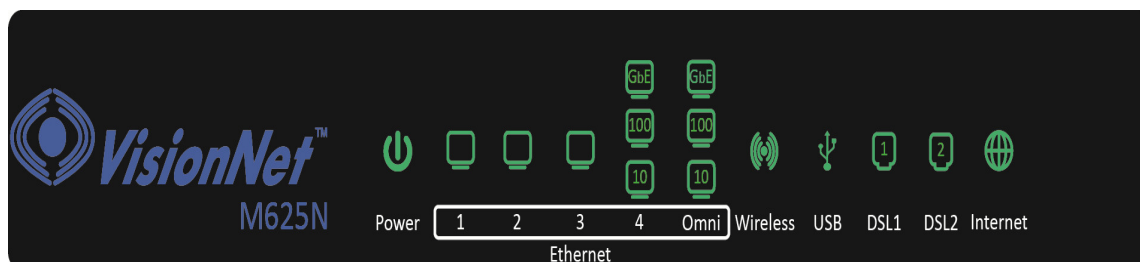 GbE GbE
100 100
VisionNet™
1 2
10 10
M625N
Power 1 2 3 4 Omni Wireless USB DSL1 DSL2 Internet
Ethernet